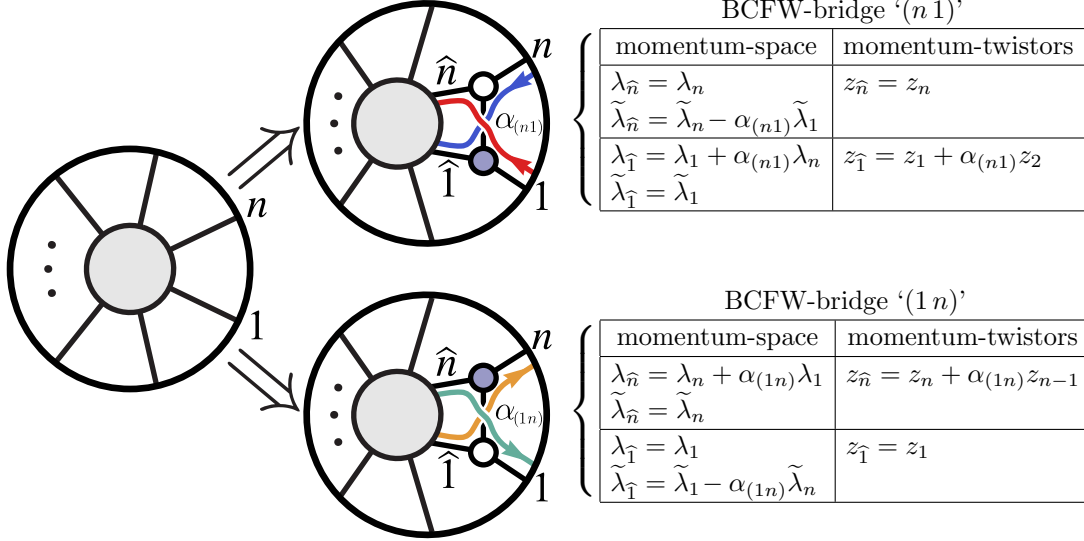 n
1
n
n̂
α₍ₙ₁₎
1̂
1
BCFW-bridge ‘(n 1)’
momentum-space momentum-twistors
λ_n̂ = λ_n z_n̂ = z_n
λ̃_n̂ = λ̃_n − α_(n1) λ̃_1
λ_1̂ = λ_1 + α_(n1) λ_n z_1̂ = z_1 + α_(n1) z_2
λ̃_1̂ = λ̃_1
n
n̂
α₍₁ₙ₎
1̂
1
BCFW-bridge ‘(1 n)’
momentum-space momentum-twistors
λ_n̂ = λ_n + α_(1n) λ_1 z_n̂ = z_n + α_(1n) z_{n−1}
λ̃_n̂ = λ̃_n
λ_1̂ = λ_1 z_1̂ = z_1
λ̃_1̂ = λ̃_1 − α_(1n) λ̃_n